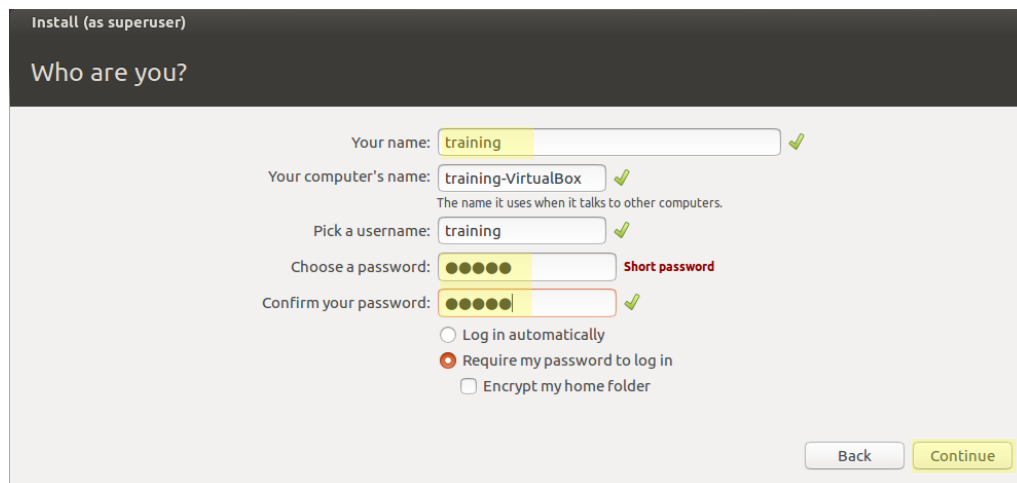 Install (as superuser)
Who are you?
Your name: training
Your computer's name: training-VirtualBox
The name it uses when it talks to other computers.
Pick a username: training
Choose a password: ●●●●● Short password
Confirm your password: ●●●●●
Log in automatically
Require my password to log in
Encrypt my home folder
Back Continue